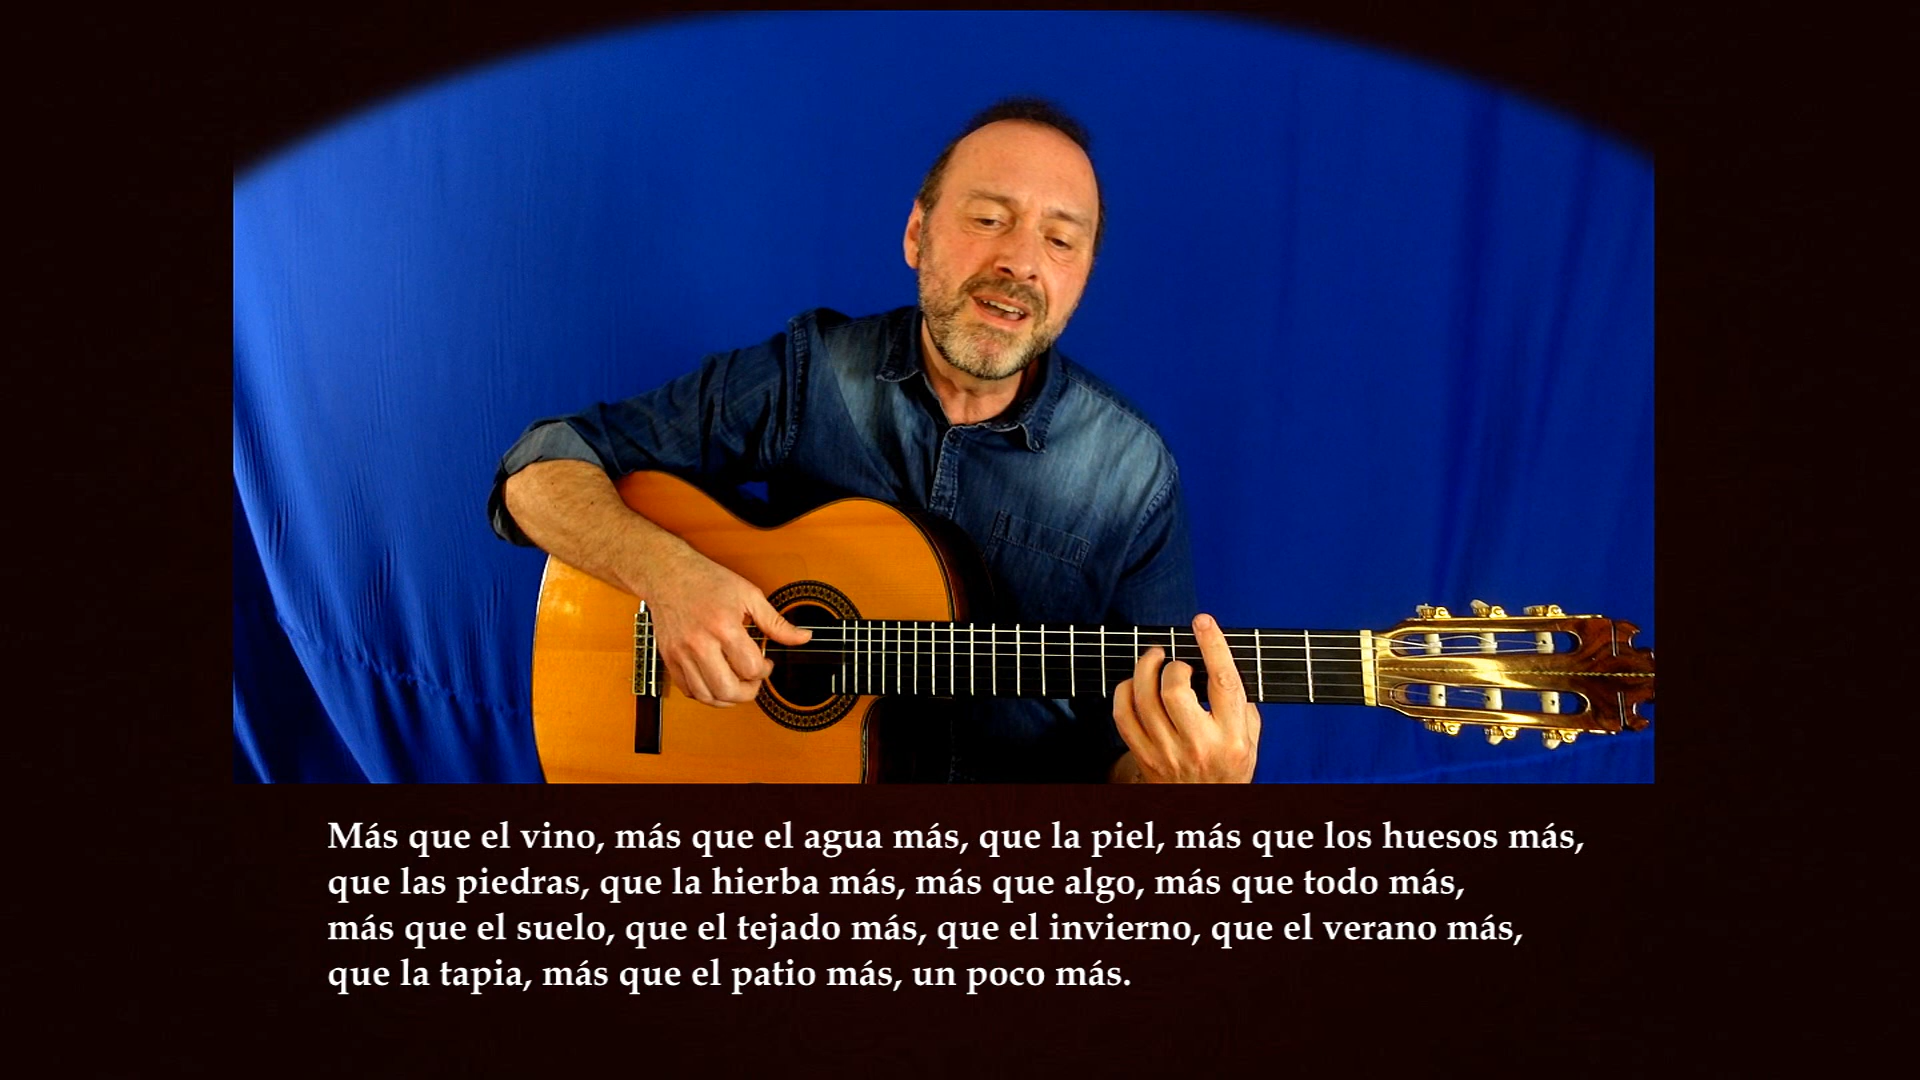 Más que el vino, más que el agua más, que la piel, más que los huesos más,
que las piedras, que la hierba más, más que algo, más que todo más,
más que el suelo, que el tejado más, que el invierno, que el verano más,
que la tapia, más que el patio más, un poco más.